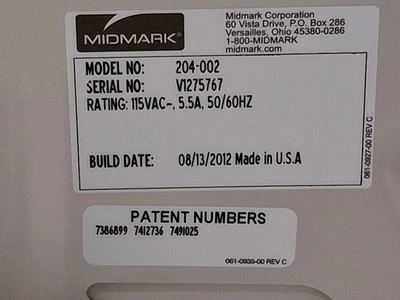 MIDMARK
Midmark Corporation
60 Vista Drive, P.O. Box 286
Versailles, Ohio 45380-0286
1-800-MIDMARK
midmark.com
MODEL NO: 204-002
SERIAL NO: V1275767
RATING: 115VAC~, 5.5A, 50/60HZ
BUILD DATE: 08/13/2012 Made in U.S.A
061-0927-00 REV C
PATENT NUMBERS
7386899 7412736 7491025
061-0935-00 REV C